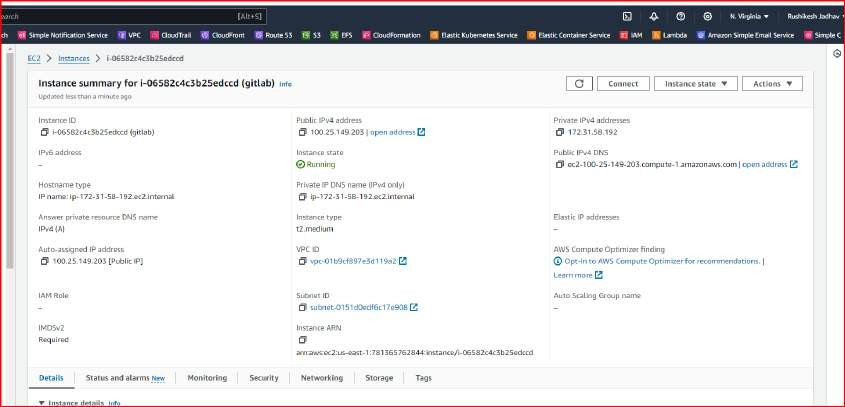 earch [Alt+S] N. Virginia Rushikesh Jadhav
ch Simple Notification Service VPC CloudTrail CloudFront Route 53 S3 EFS CloudFormation Elastic Kubernetes Service Elastic Container Service IAM Lambda Amazon Simple Email Service Simple C
EC2 Instances i-06582c4c3b25edccd
Instance summary for i-06582c4c3b25edccd (gitlab) Info
Updated less than a minute ago
Connect Instance state Actions
Instance ID Public IPv4 address Private IPv4 addresses
i-06582c4c3b25edccd (gitlab) 100.25.149.203 | open address 172.31.58.192
IPv6 address Instance state Public IPv4 DNS
– Running ec2-100-25-149-203.compute-1.amazonaws.com | open address
Hostname type Private IP DNS name (IPv4 only)
IP name: ip-172-31-58-192.ec2.internal ip-172-31-58-192.ec2.internal
Answer private resource DNS name Instance type Elastic IP addresses
IPv4 (A) t2.medium –
Auto-assigned IP address VPC ID AWS Compute Optimizer finding
100.25.149.203 [Public IP] vpc-01b9cf897e3d119a2 Opt-in to AWS Compute Optimizer for recommendations. |
Learn more
IAM Role Subnet ID Auto Scaling Group name
– subnet-0151d0edf6c17e908 –
IMDSv2 Instance ARN
Required
arn:aws:ec2:us-east-1:781365762844:instance/i-06582c4c3b25edccd
Details Status and alarms New Monitoring Security Networking Storage Tags
Instance details Info